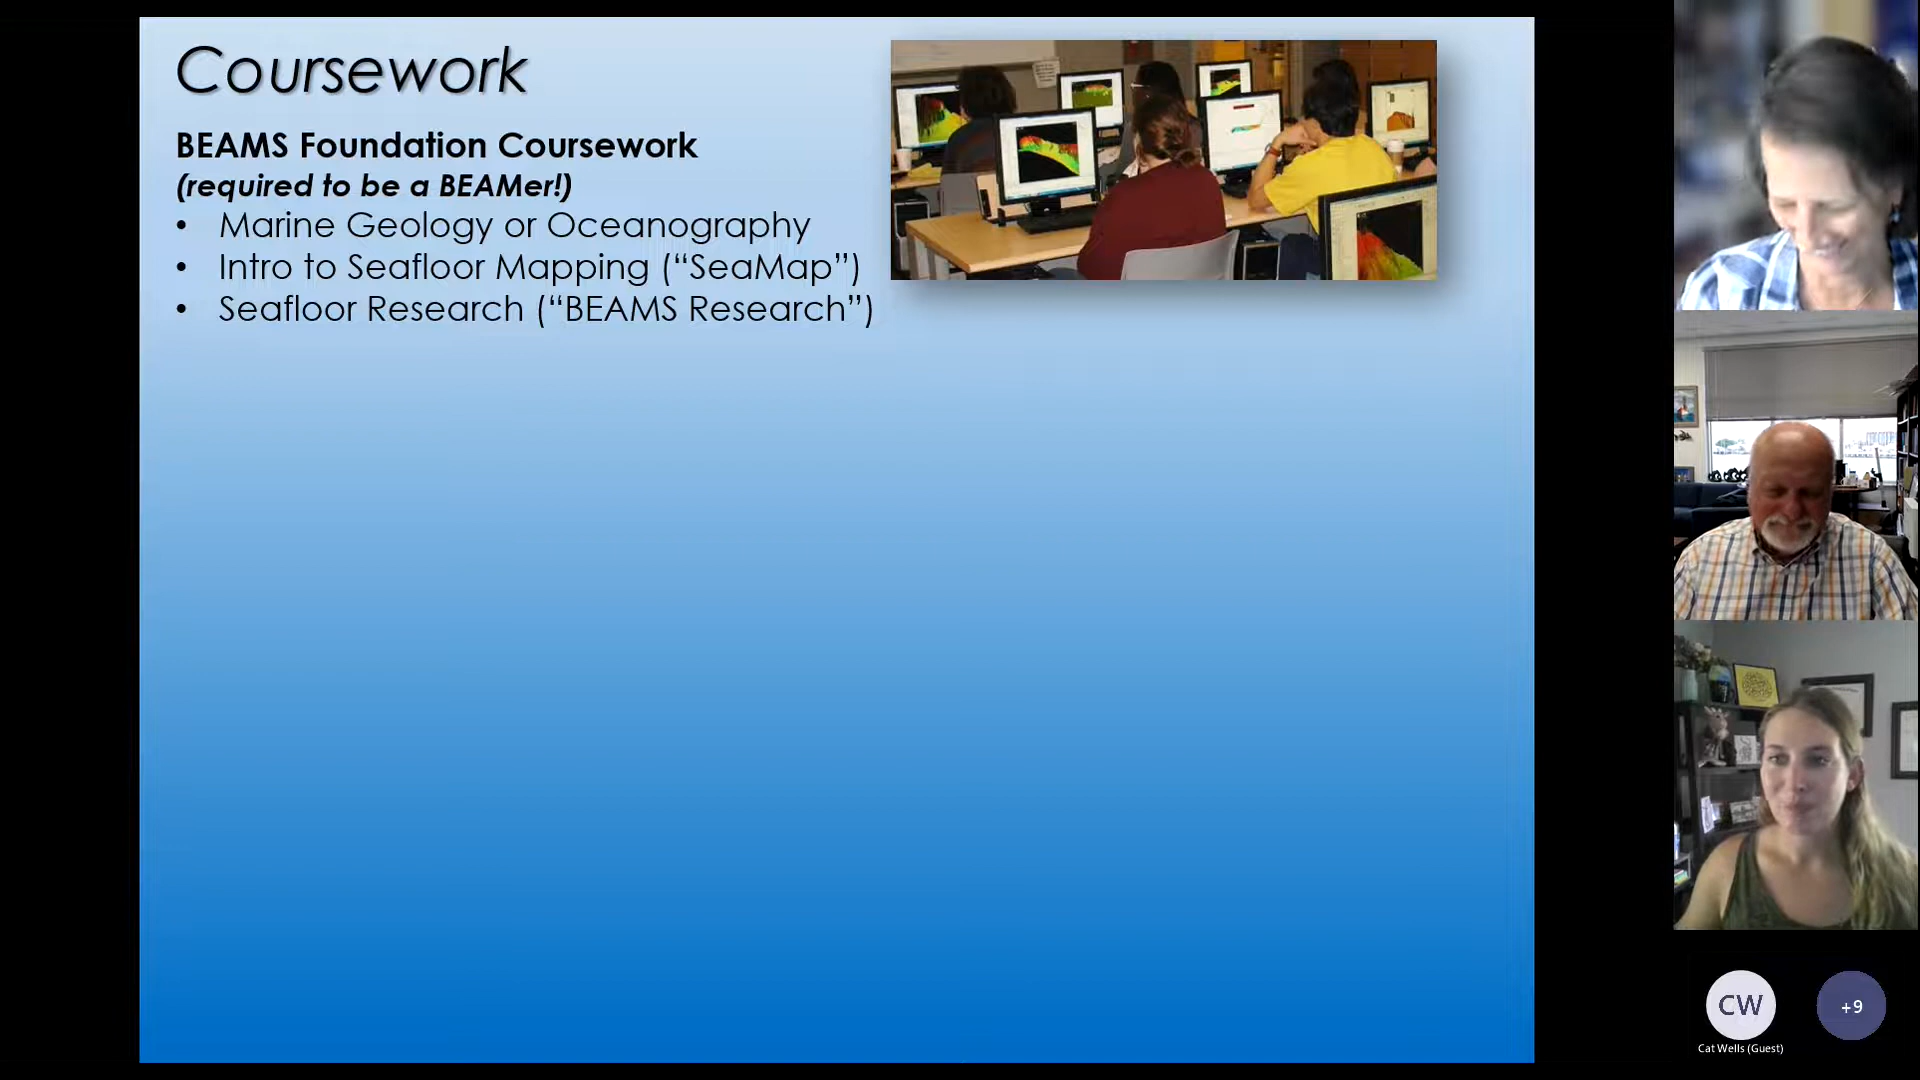 Coursework
BEAMS Foundation Coursework
(required to be a BEAMer!)
• Marine Geology or Oceanography
• Intro to Seafloor Mapping (“SeaMap”)
• Seafloor Research (“BEAMS Research”)
CW
+9
Cat Wells (Guest)